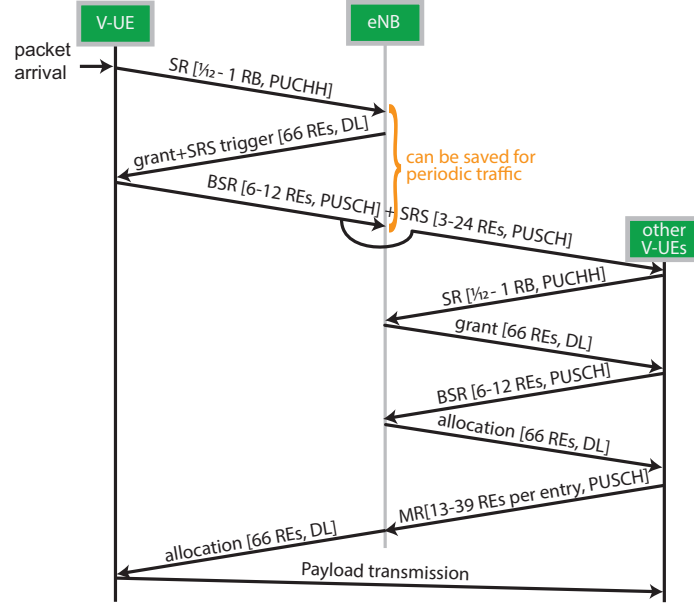 V-UE
eNB
packet
arrival
SR [1⁄12- 1 RB, PUCHH]
grant+SRS trigger [66 REs, DL]
can be saved for
periodic traffic
BSR [6-12 REs, PUSCH] + SRS [3-24 REs, PUSCH]
other
V-UEs
SR [1⁄12- 1 RB, PUCHH]
grant [66 REs, DL]
BSR [6-12 REs, PUSCH]
allocation [66 REs, DL]
MR[13-39 REs per entry, PUSCH]
allocation [66 REs, DL]
Payload transmission